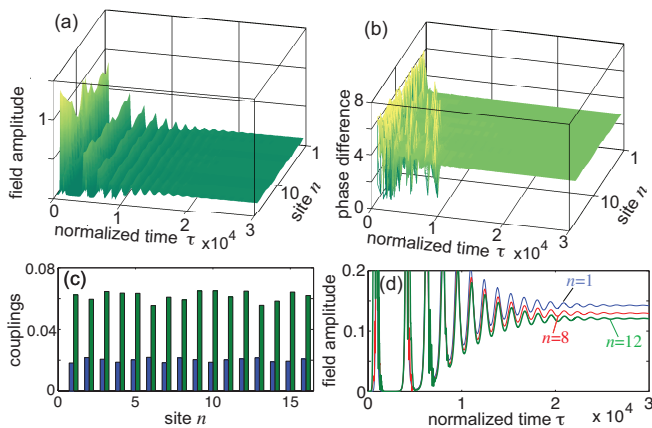 (a)
field amplitude
1
0
1
2
3
normalized time τ x10⁴
10
1
site n
(b)
phase difference
8
4
0
0
1
2
3
normalized time τ x10⁴
10
1
site n
(c)
couplings
0.08
0.04
0
0
5
10
15
site n
(d)
field amplitude
0.2
0.1
0
n=1
n=8
n=12
0
1
2
3
normalized time τ x 10⁴